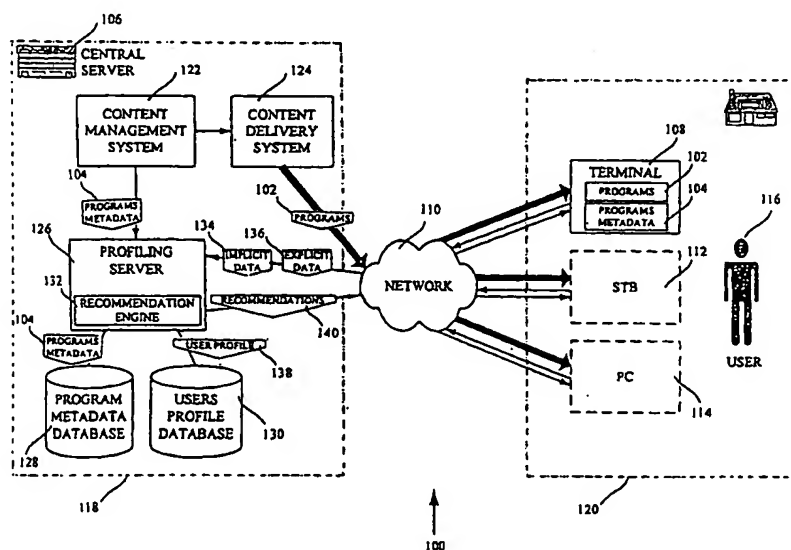 106
CENTRAL
SERVER
122
124
CONTENT
MANAGEMENT
SYSTEM
CONTENT
DELIVERY
SYSTEM
104
PROGRAMS
METADATA
102
PROGRAMS
126
134
136
PROFILING
SERVER
IMPLICIT
DATA
EXPLICIT
DATA
132
RECOMMENDATION
ENGINE
RECOMMENDATIONS
140
104
PROGRAMS
METADATA
USER PROFILE
138
PROGRAM
METADATA
DATABASE
128
USERS
PROFILE
DATABASE
130
118
110
NETWORK
100
108
TERMINAL
102
PROGRAMS
104
PROGRAMS
METADATA
116
112
STB
USER
PC
114
120